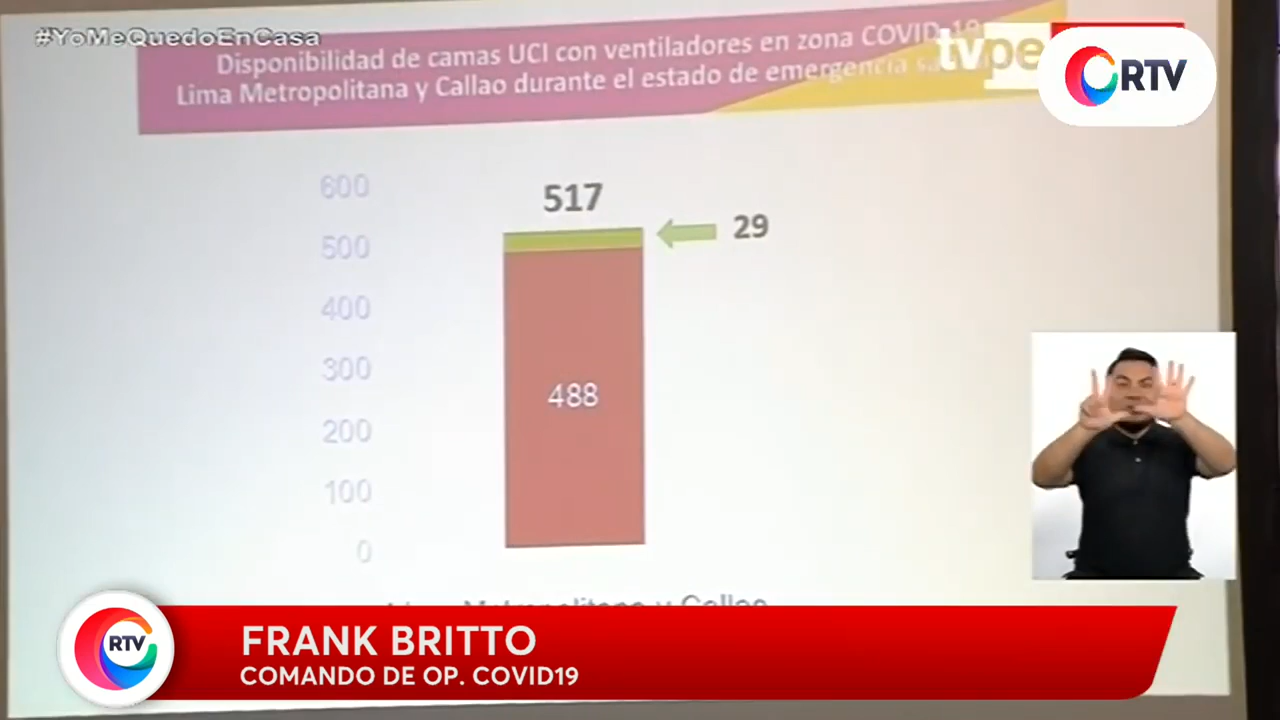 #YoMeQuedoEnCasa
Disponibilidad de camas UCI con ventiladores en zona COVID-19
Lima Metropolitana y Callao durante el estado de emergencia
tvpe
RTV
600
500
400
300
200
100
0
517
29
488
Metropolitana y Callao
RTV
FRANK BRITTO
COMANDO DE OP. COVID19